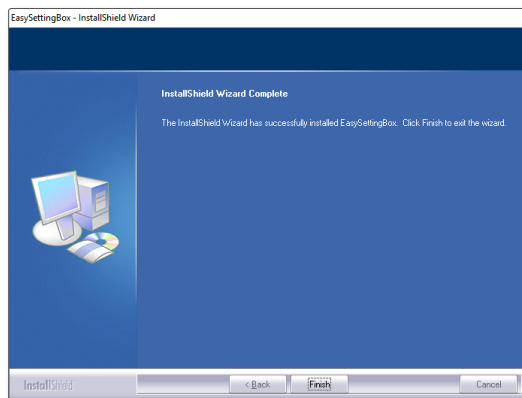 EasySettingBox - InstallShield Wizard
InstallShield Wizard Complete
The InstallShield Wizard has successfully installed EasySettingBox. Click Finish to exit the wizard.
InstallShield
< Back
Finish
Cancel